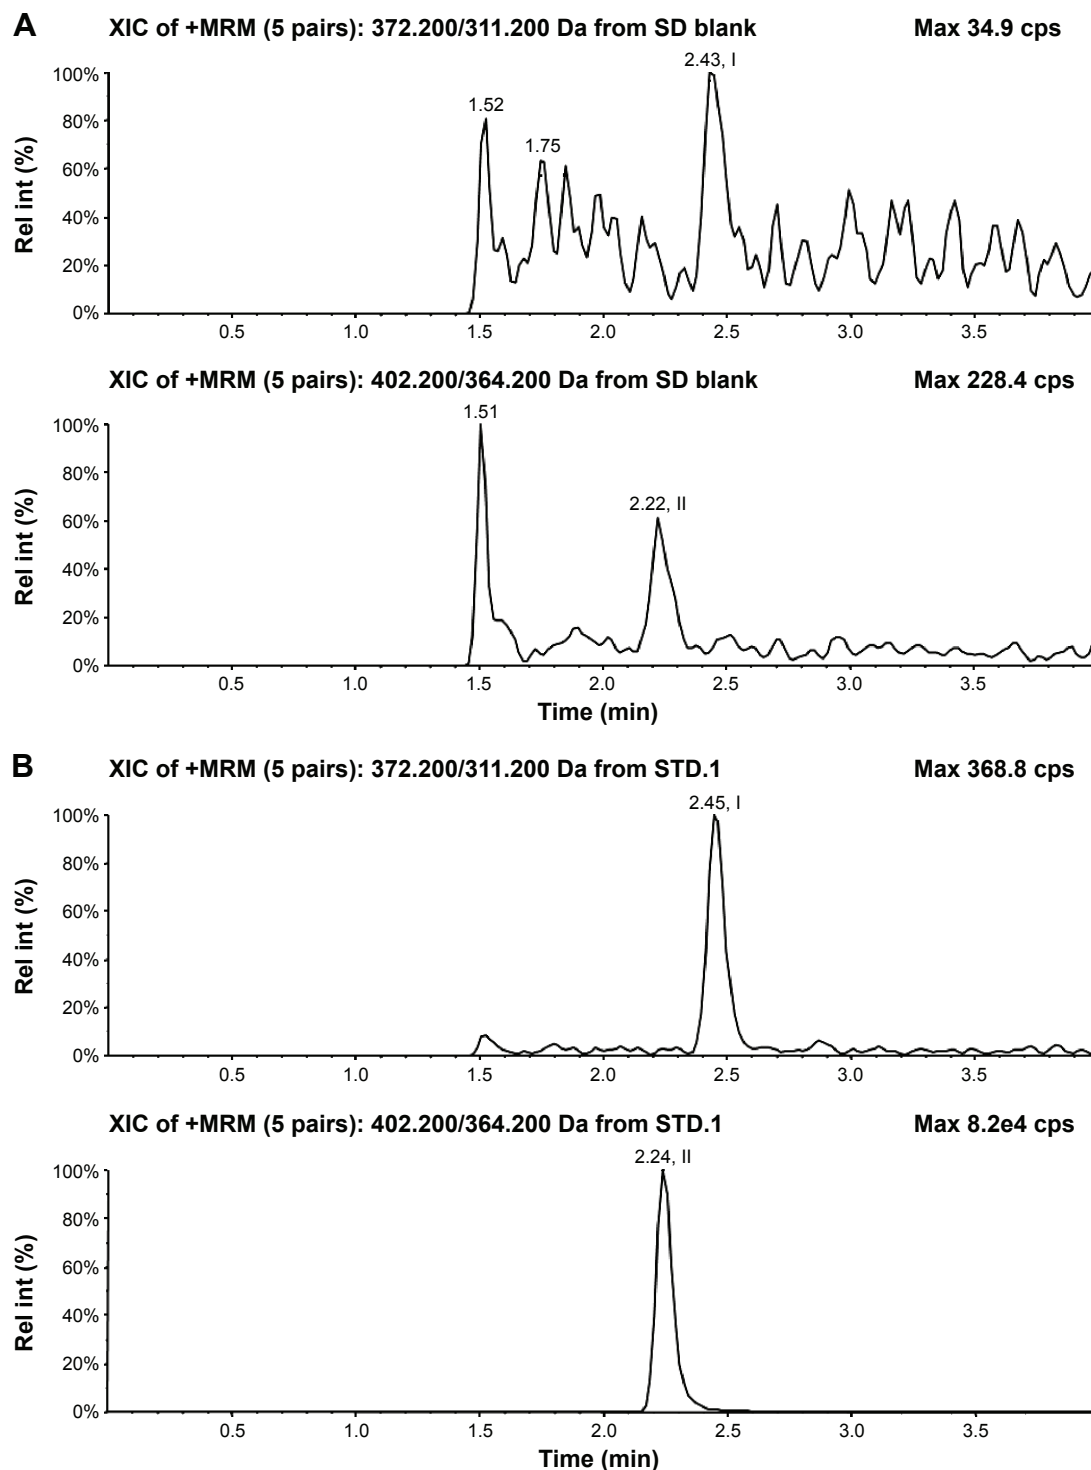 A
XIC of +MRM (5 pairs): 372.200/311.200 Da from SD blank Max 34.9 cps
Rel int (%)
100%
80%
60%
40%
20%
0%
1.52
1.75
2.43, I
0.5 1.0 1.5 2.0 2.5 3.0 3.5
XIC of +MRM (5 pairs): 402.200/364.200 Da from SD blank Max 228.4 cps
Rel int (%)
100%
80%
60%
40%
20%
0%
1.51
2.22, II
0.5 1.0 1.5 2.0 2.5 3.0 3.5
Time (min)
B
XIC of +MRM (5 pairs): 372.200/311.200 Da from STD.1 Max 368.8 cps
Rel int (%)
100%
80%
60%
40%
20%
0%
2.45, I
0.5 1.0 1.5 2.0 2.5 3.0 3.5
XIC of +MRM (5 pairs): 402.200/364.200 Da from STD.1 Max 8.2e4 cps
Rel int (%)
100%
80%
60%
40%
20%
0%
2.24, II
0.5 1.0 1.5 2.0 2.5 3.0 3.5
Time (min)